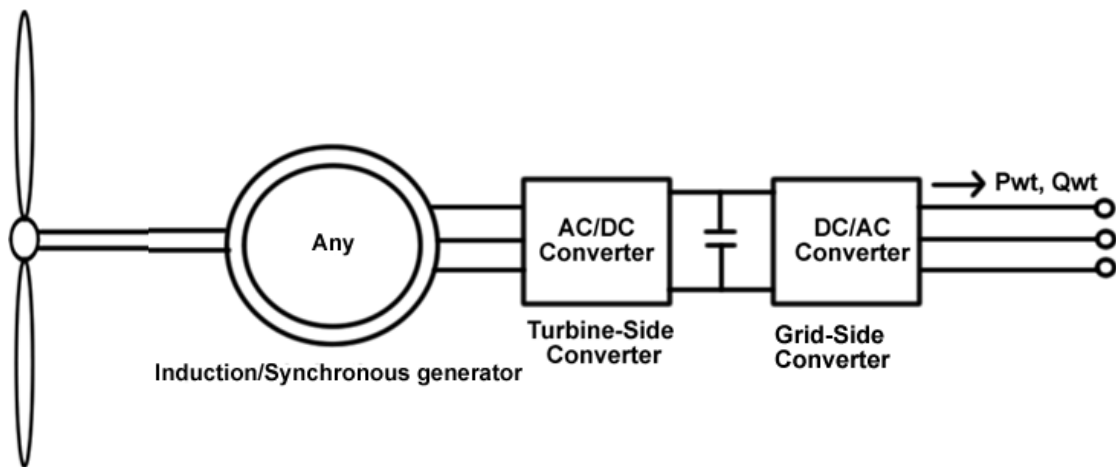 Any
Induction/Synchronous generator
AC/DC
Converter
Turbine-Side
Converter
DC/AC
Converter
Grid-Side
Converter
Pwt, Qwt